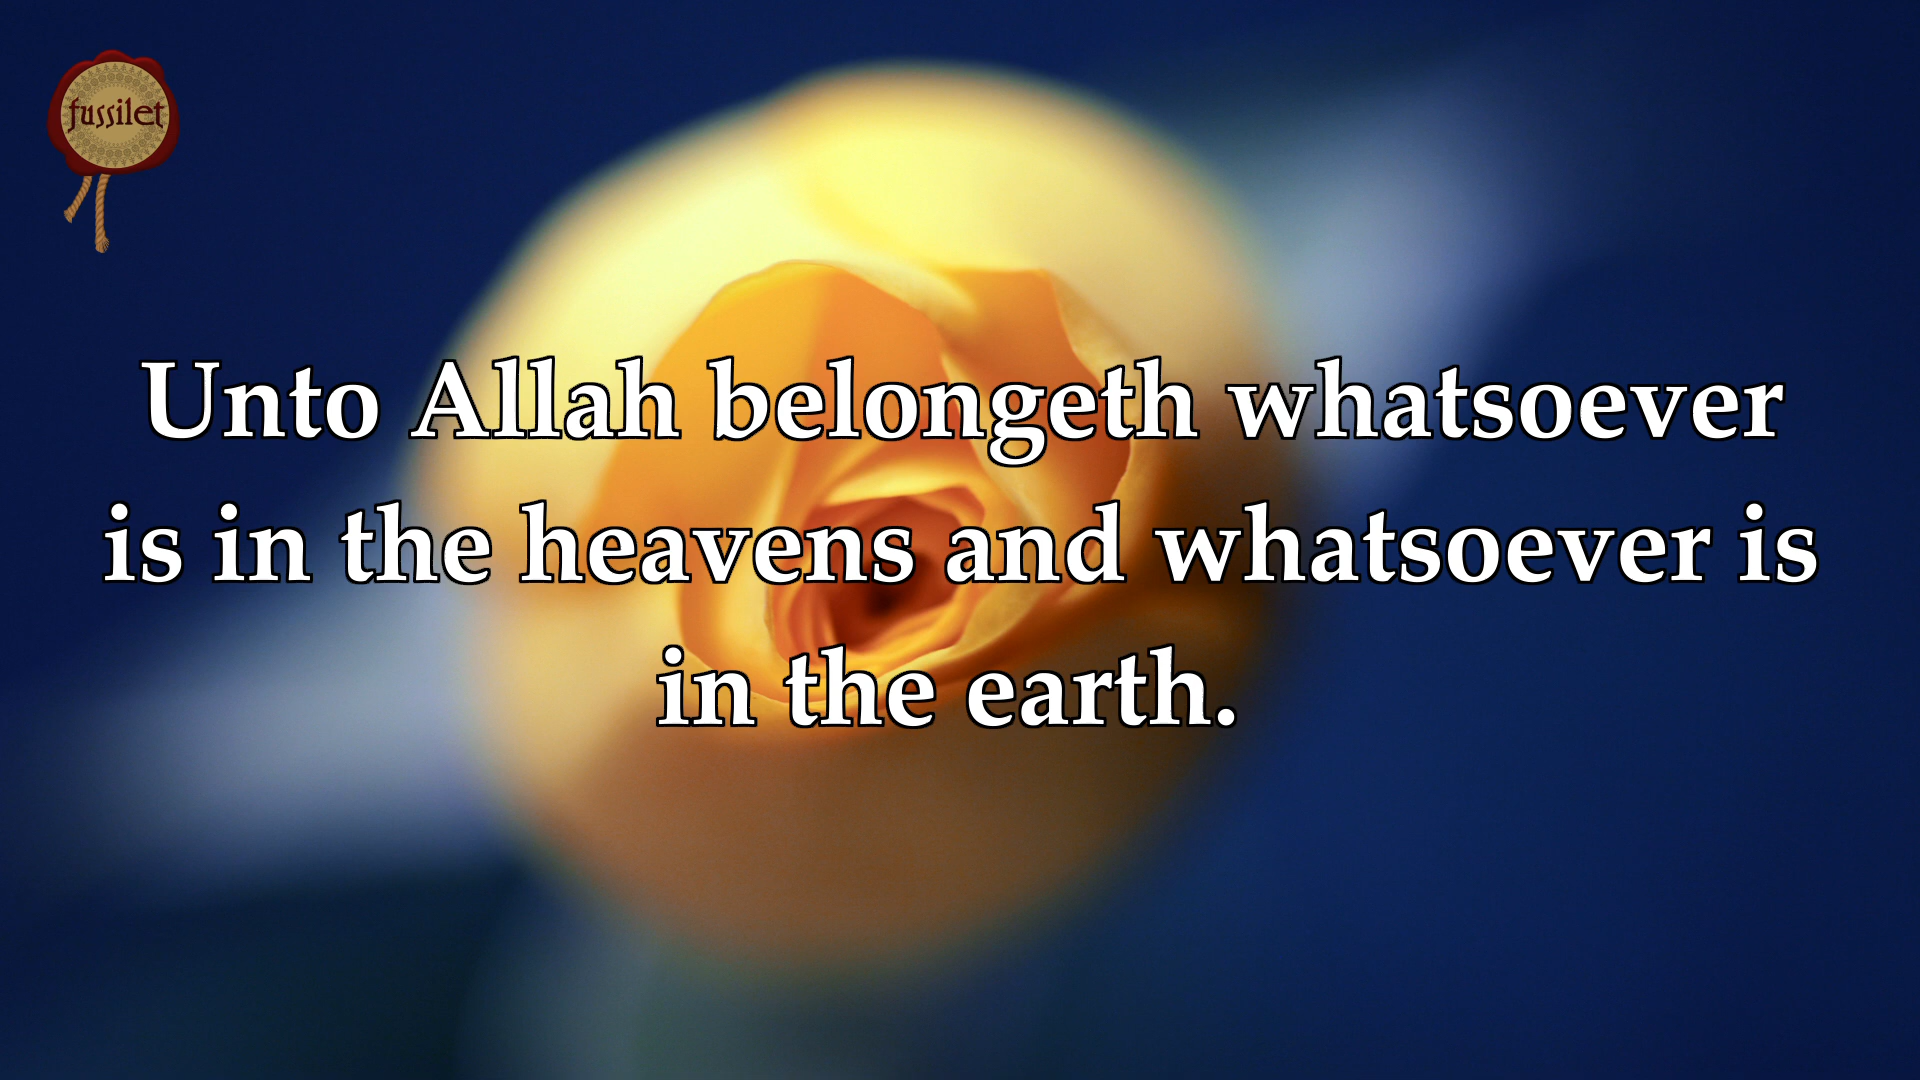 fussilet
Unto Allah belongeth whatsoever
is in the heavens and whatsoever is
in the earth.